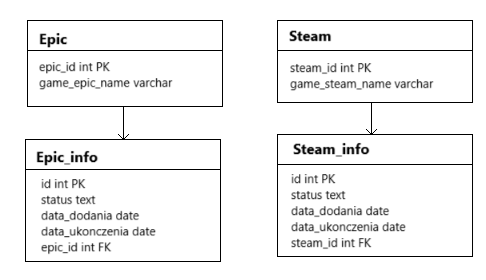 Epic
epic_id int PK
game_epic_name varchar
Steam
steam_id int PK
game_steam_name varchar
Epic_info
id int PK
status text
data_dodania date
data_ukonczenia date
epic_id int FK
Steam_info
id int PK
status text
data_dodania date
data_ukonczenia date
steam_id int FK